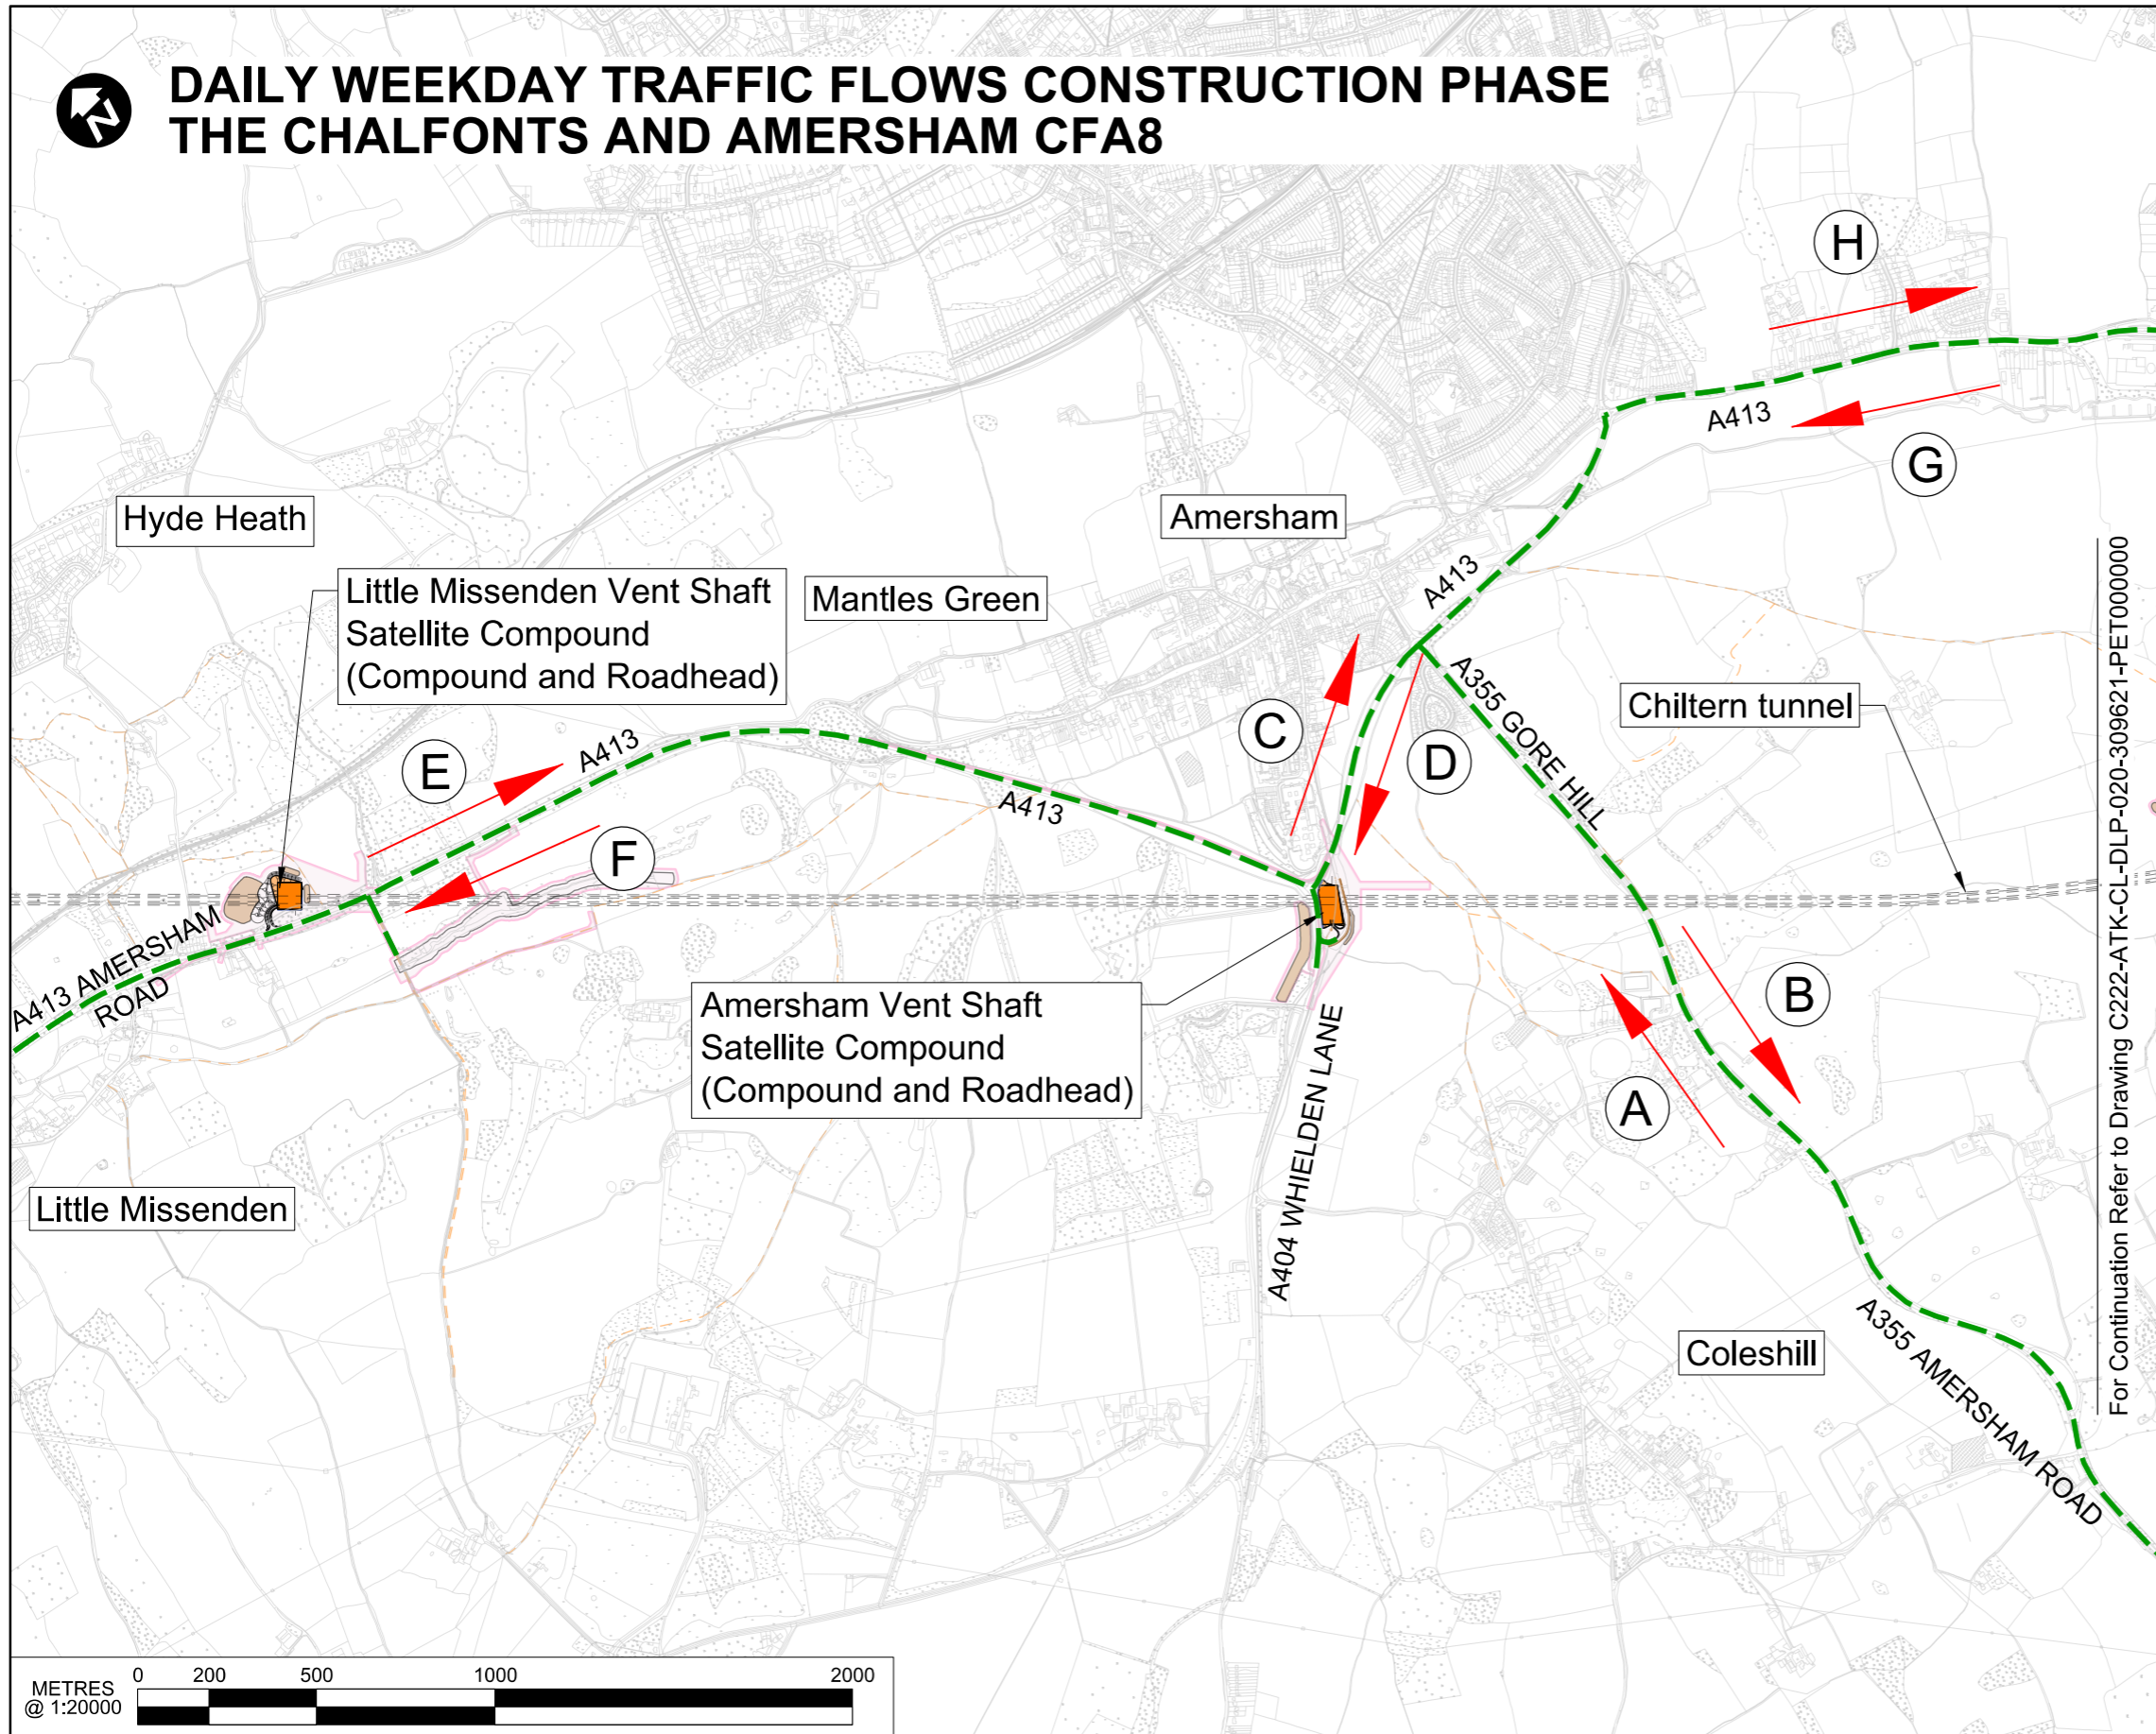 N
DAILY WEEKDAY TRAFFIC FLOWS CONSTRUCTION PHASE
THE CHALFONTS AND AMERSHAM CFA8
H
A413
G
Hyde Heath
Amersham
Little Missenden Vent Shaft
Satellite Compound
(Compound and Roadhead)
Mantles Green
A413
A355 GORE HILL
Chiltern tunnel
C
D
E
A413
A413
F
A413 AMERSHAM
ROAD
Amersham Vent Shaft
Satellite Compound
(Compound and Roadhead)
A404 WHIELDEN LANE
B
A
Little Missenden
Coleshill
A355 AMERSHAM ROAD
For Continuation Refer to Drawing C222-ATK-CL-DLP-020-309621-PET000000
METRES
@ 1:20000
0 200 500 1000 2000